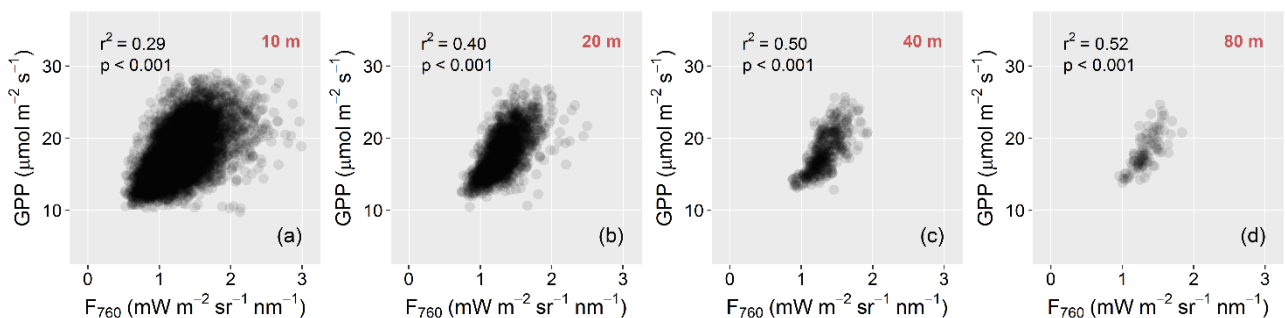 r² = 0.29
p < 0.001
10 m
30
20
10
GPP (μmol m⁻² s⁻¹)
(a)
0 1 2 3
F₇₆₀ (mW m⁻² sr⁻¹ nm⁻¹)
r² = 0.40
p < 0.001
20 m
30
20
10
GPP (μmol m⁻² s⁻¹)
(b)
0 1 2 3
F₇₆₀ (mW m⁻² sr⁻¹ nm⁻¹)
r² = 0.50
p < 0.001
40 m
30
20
10
GPP (μmol m⁻² s⁻¹)
(c)
0 1 2 3
F₇₆₀ (mW m⁻² sr⁻¹ nm⁻¹)
r² = 0.52
p < 0.001
80 m
30
20
10
GPP (μmol m⁻² s⁻¹)
(d)
0 1 2 3
F₇₆₀ (mW m⁻² sr⁻¹ nm⁻¹)